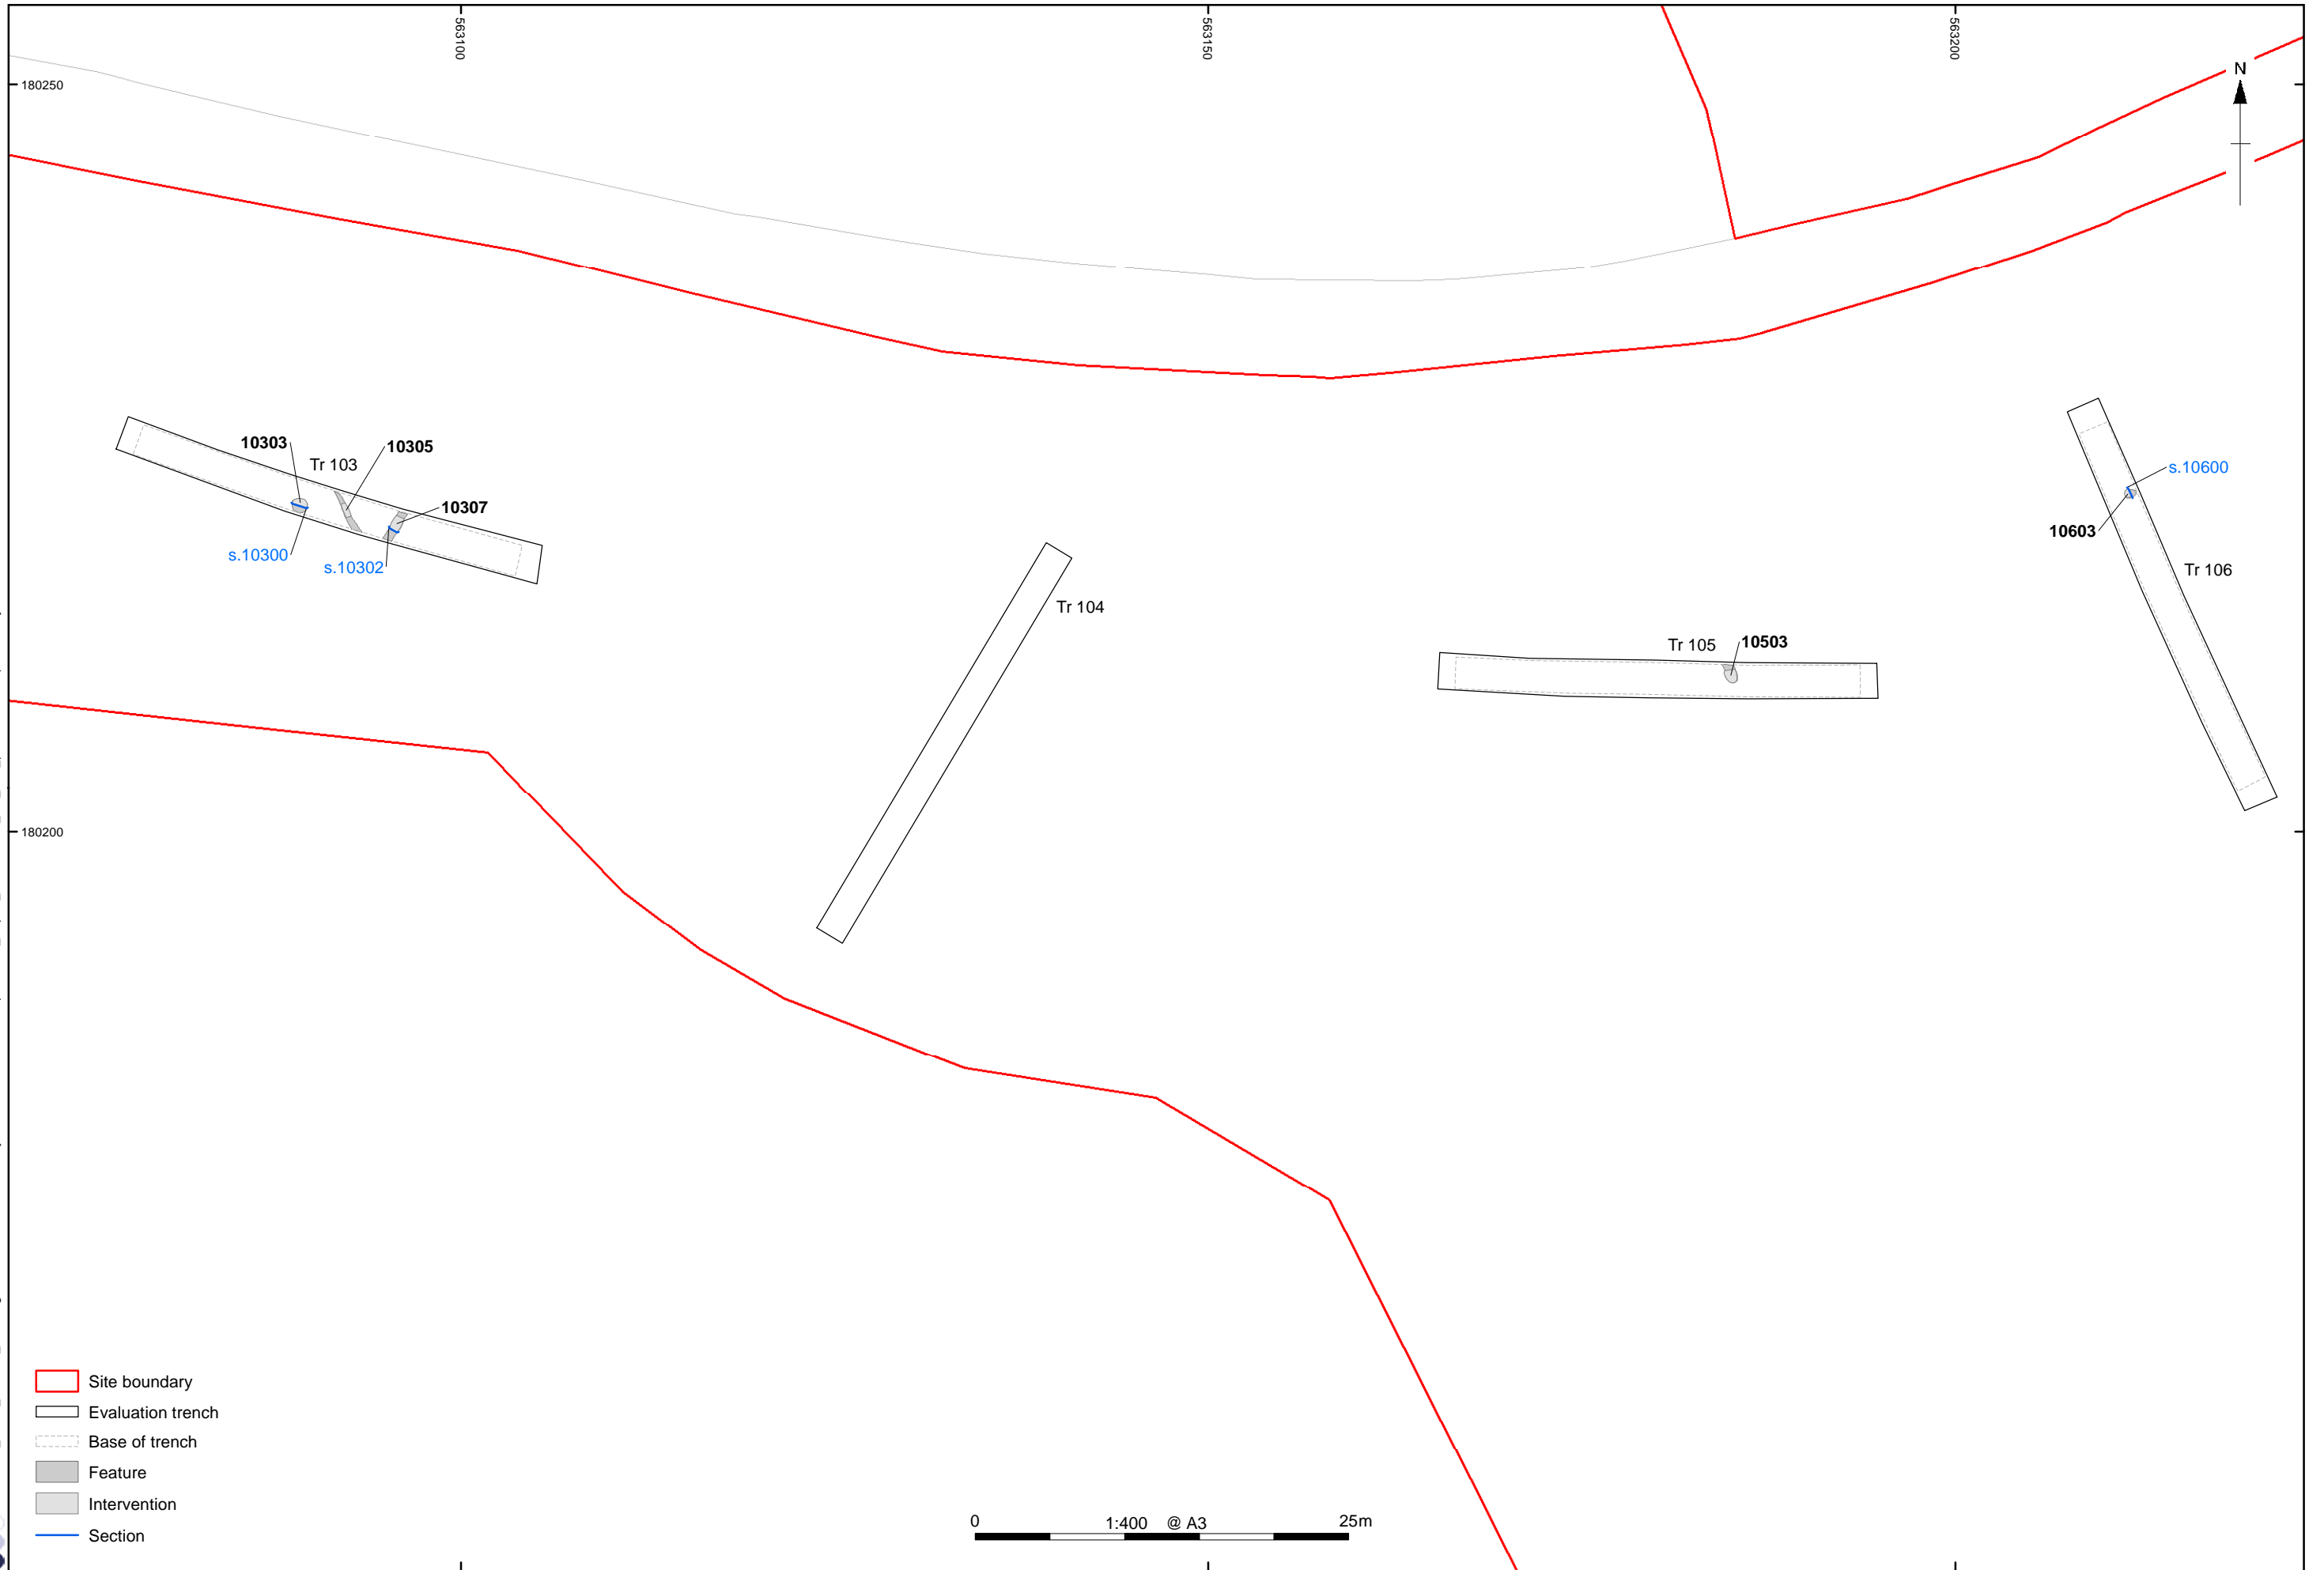 563100
563150
563200
180250
N
10303
10305
Tr 103
10307
s.10300
s.10302
s.10600
10603
Tr 106
Tr 104
Tr 105
10503
180200
Site boundary
Evaluation trench
Base of trench
Feature
Intervention
Section
0 1:400 @ A3 25m